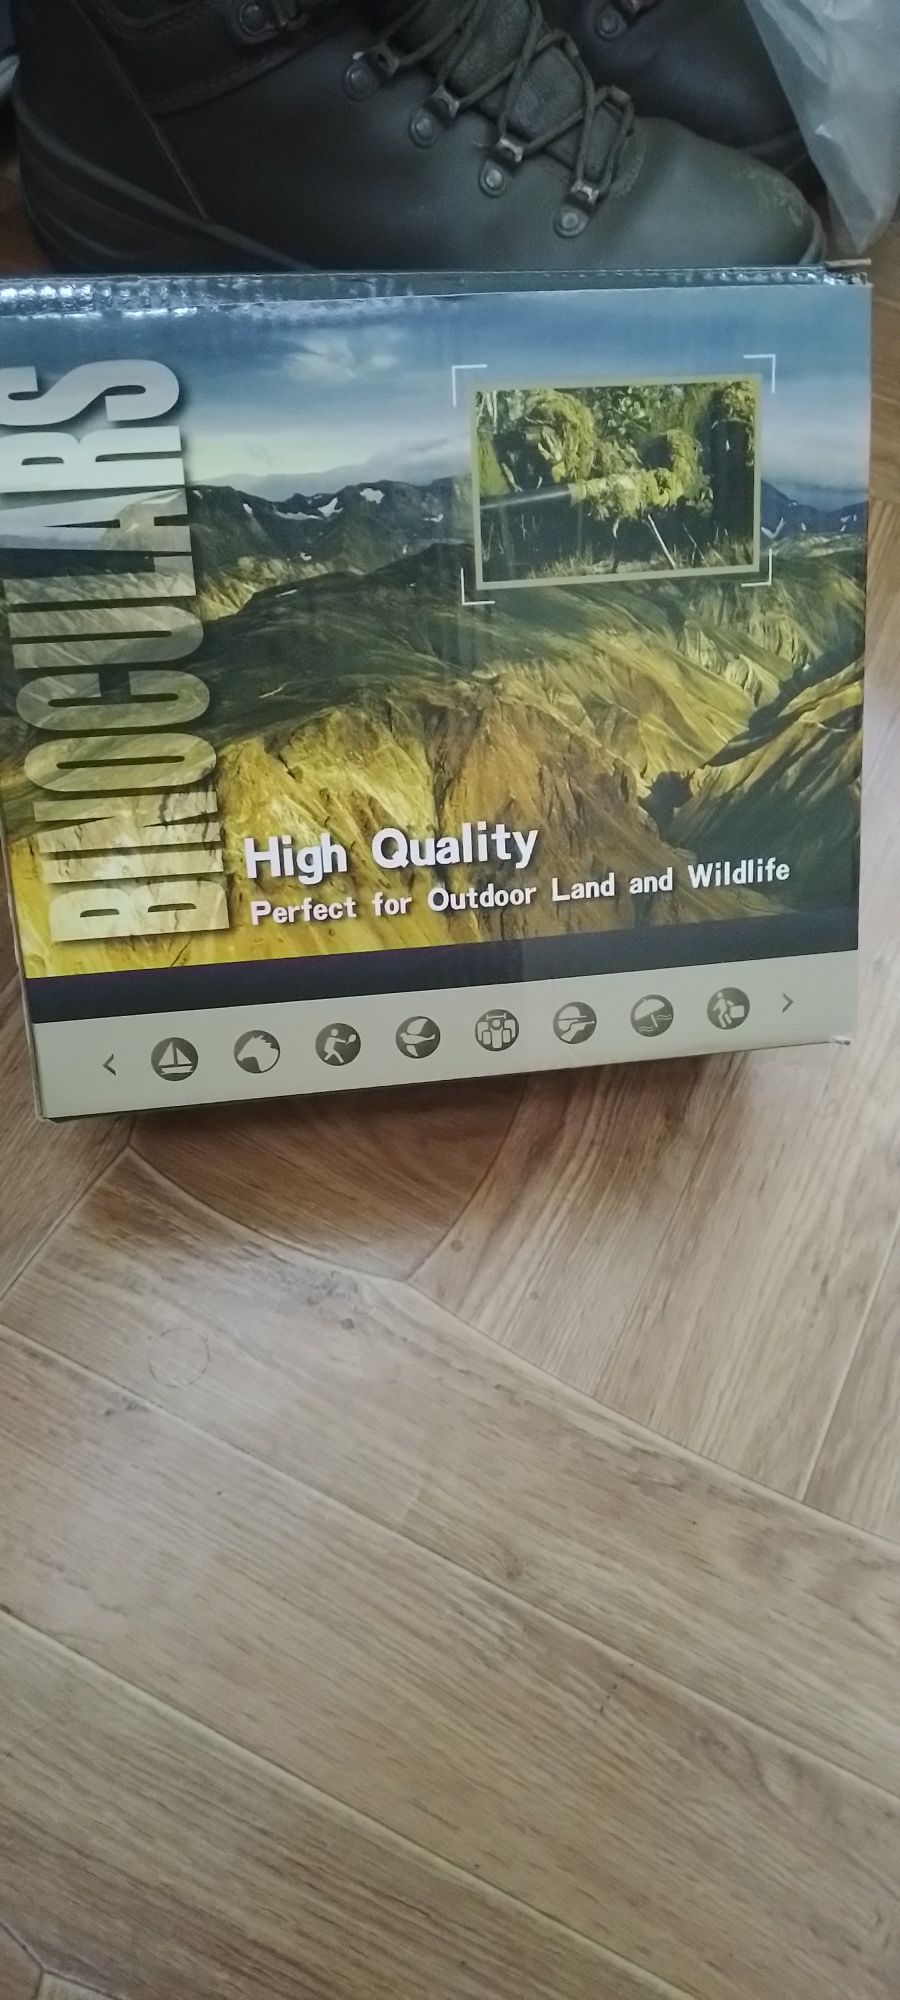 BINOCULARS
High Quality
Perfect for Outdoor Land and Wildlife